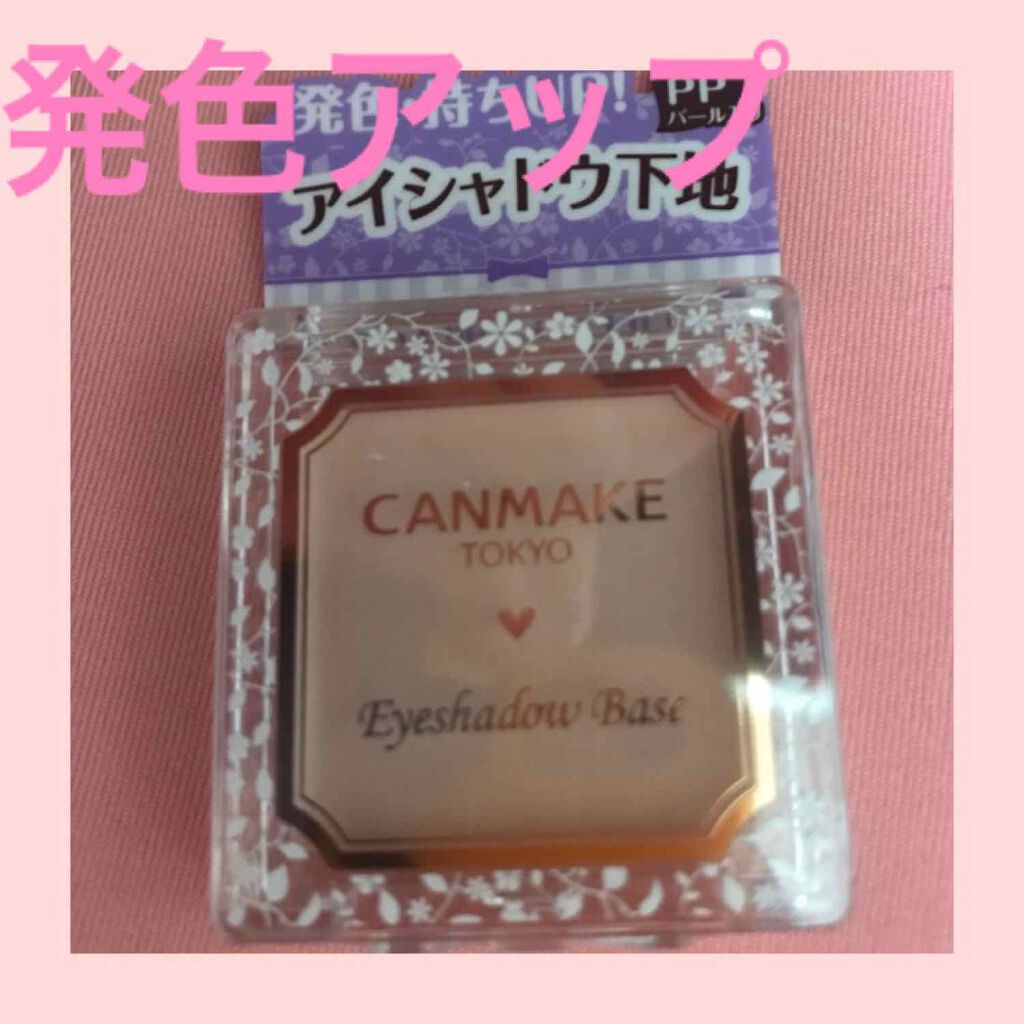 発色アップ
発色 持ちUP!
PP
パール
アイシャドウ下地
CANMAKE
TOKYO
Eyeshadow Base